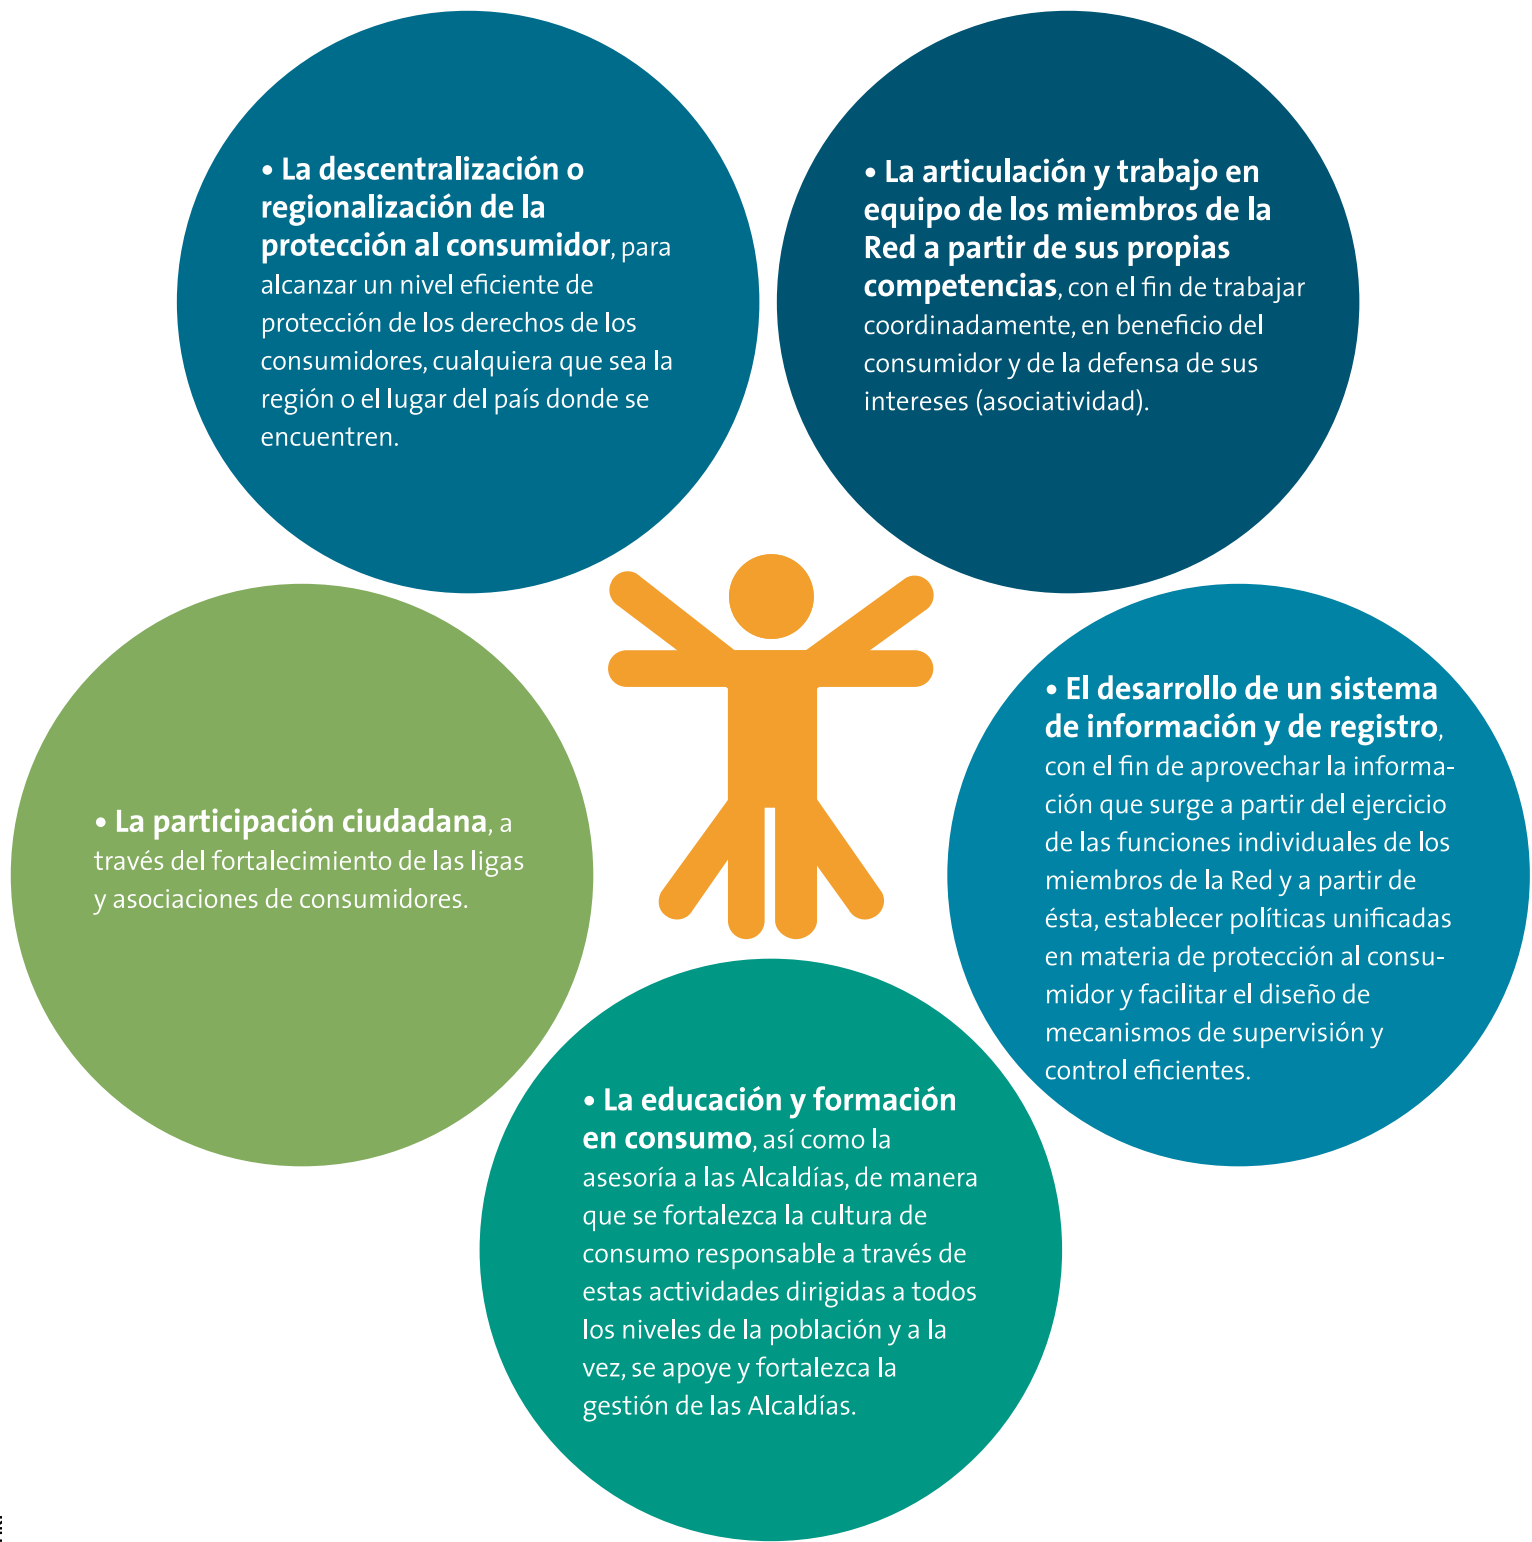 • La descentralización o
regionalización de la
protección al consumidor, para
alcanzar un nivel eficiente de
protección de los derechos de los
consumidores, cualquiera que sea la
región o el lugar del país donde se
encuentren.
• La articulación y trabajo en
equipo de los miembros de la
Red a partir de sus propias
competencias, con el fin de trabajar
coordinadamente, en beneficio del
consumidor y de la defensa de sus
intereses (asociatividad).
• El desarrollo de un sistema
de información y de registro,
con el fin de aprovechar la informa-
ción que surge a partir del ejercicio
de las funciones individuales de los
miembros de la Red y a partir de
ésta, establecer políticas unificadas
en materia de protección al consu-
midor y facilitar el diseño de
mecanismos de supervisión y
control eficientes.
• La participación ciudadana, a
través del fortalecimiento de las ligas
y asociaciones de consumidores.
• La educación y formación
en consumo, así como la
asesoría a las Alcaldías, de manera
que se fortalezca la cultura de
consumo responsable a través de
estas actividades dirigidas a todos
los niveles de la población y a la
vez, se apoye y fortalezca la
gestión de las Alcaldías.